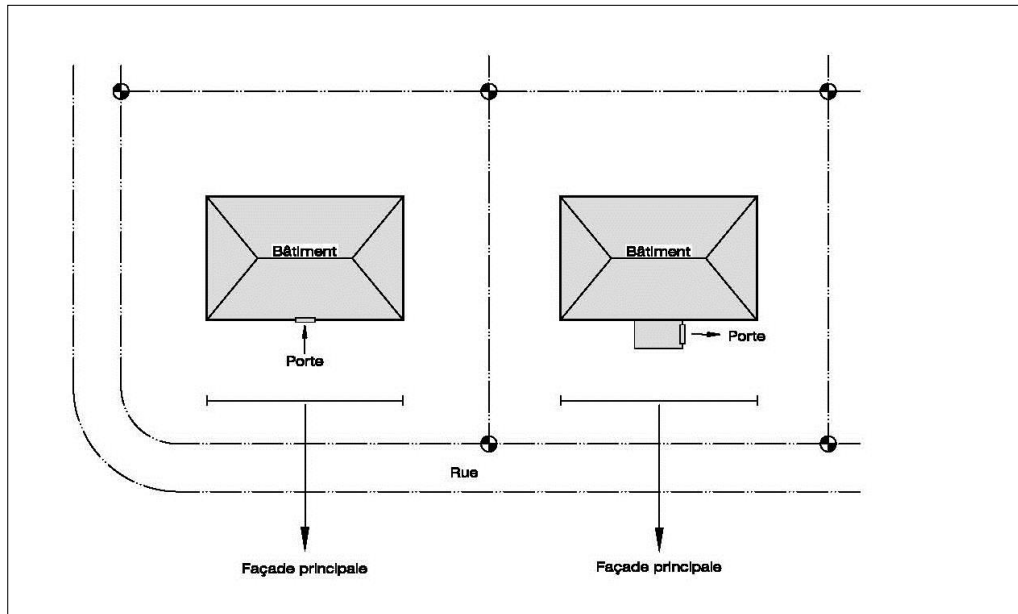 Bâtiment
Bâtiment
Porte
Porte
Rue
Façade principale
Façade principale